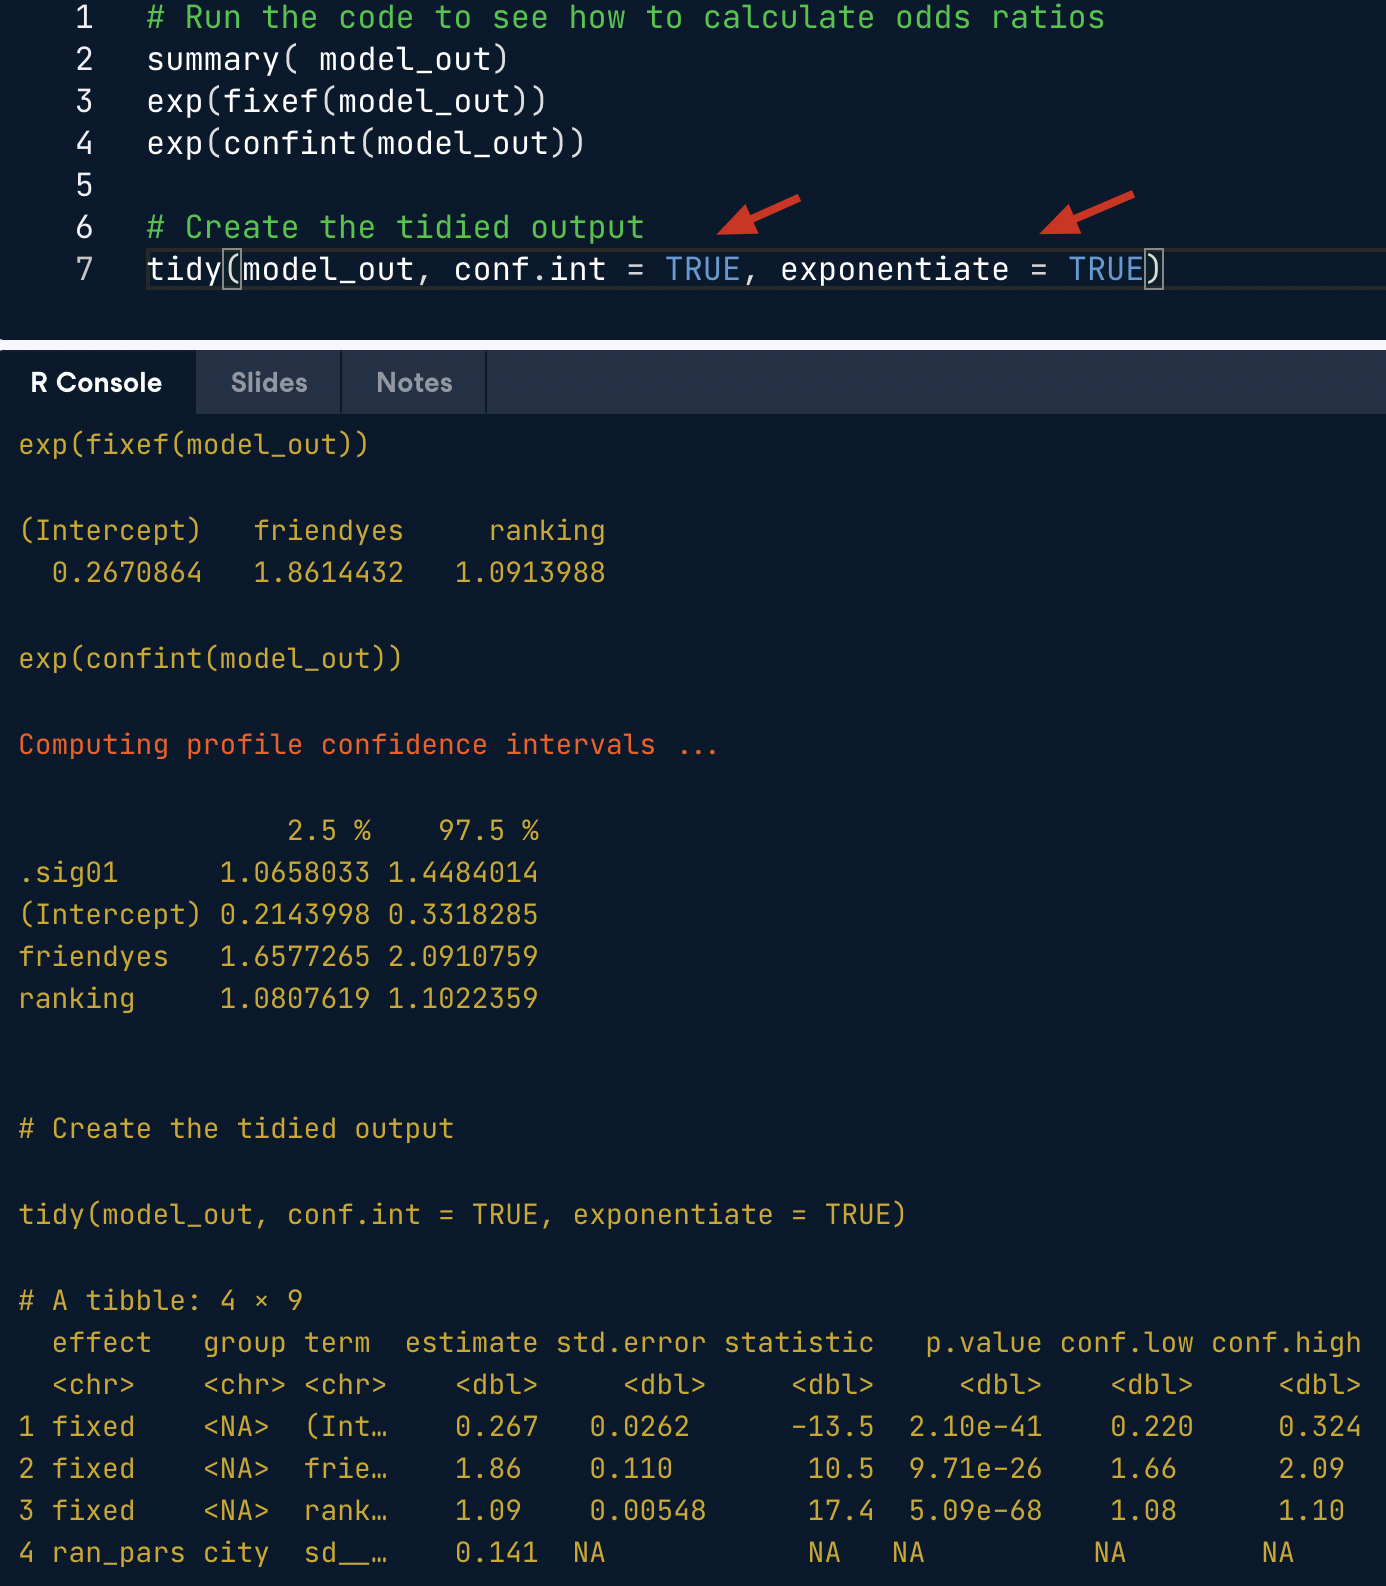 1 # Run the code to see how to calculate odds ratios
2 summary( model_out)
3 exp(fixef(model_out))
4 exp(confint(model_out))
5
6 # Create the tidied output
7 tidy(model_out, conf.int = TRUE, exponentiate = TRUE)
R Console Slides Notes
exp(fixef(model_out))
(Intercept) friendyes ranking
0.2670864 1.8614432 1.0913988
exp(confint(model_out))
Computing profile confidence intervals ...
2.5 % 97.5 %
.sig01 1.0658033 1.4484014
(Intercept) 0.2143998 0.3318285
friendyes 1.6577265 2.0910759
ranking 1.0807619 1.1022359
# Create the tidied output
tidy(model_out, conf.int = TRUE, exponentiate = TRUE)
# A tibble: 4 × 9
effect group term estimate std.error statistic p.value conf.low conf.high
<chr> <chr> <chr> <dbl> <dbl> <dbl> <dbl> <dbl> <dbl>
1 fixed <NA> (Int… 0.267 0.0262 -13.5 2.10e-41 0.220 0.324
2 fixed <NA> frie… 1.86 0.110 10.5 9.71e-26 1.66 2.09
3 fixed <NA> rank… 1.09 0.00548 17.4 5.09e-68 1.08 1.10
4 ran_pars city sd__… 0.141 NA NA NA NA NA